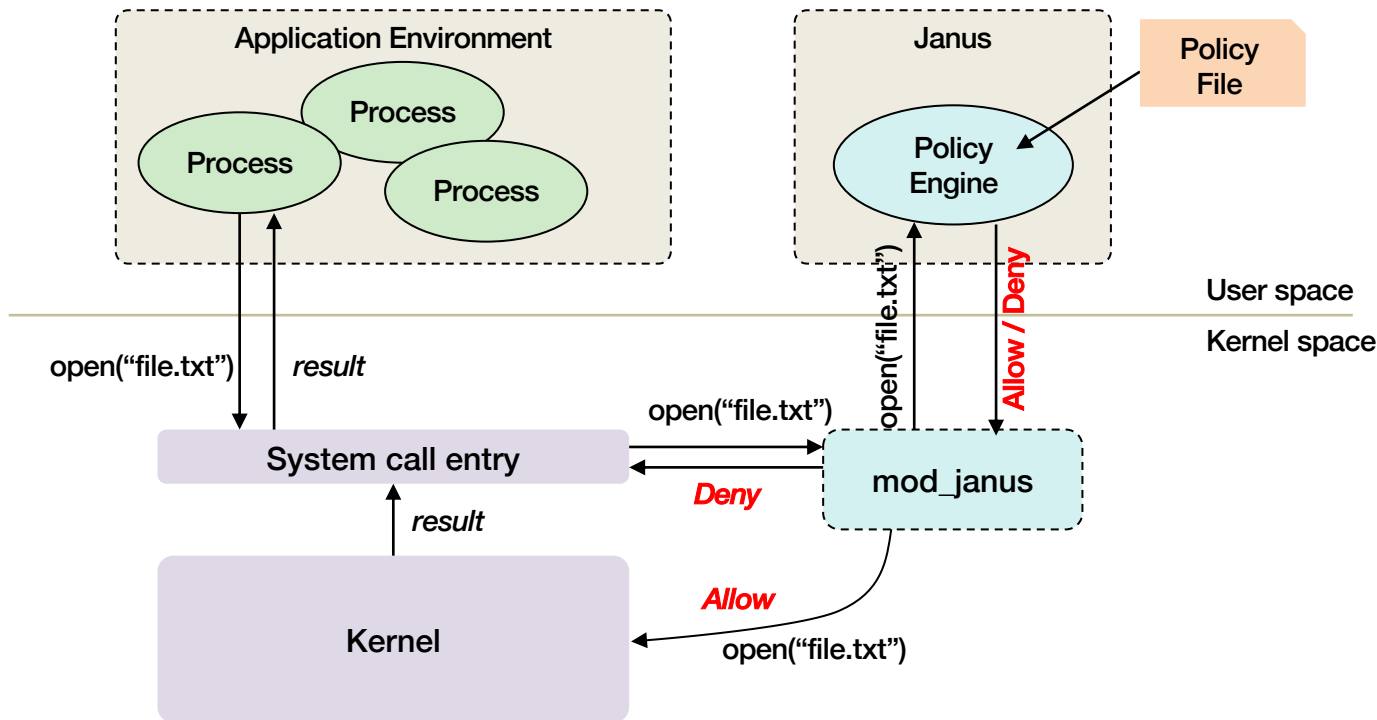 Application Environment
Janus
Policy
File
Process
Process
Process
Policy
Engine
open(“file.txt”)
Allow / Deny
User space
Kernel space
open(“file.txt”)
result
open(“file.txt”)
System call entry
Deny
mod_janus
result
Allow
Kernel
open(“file.txt”)